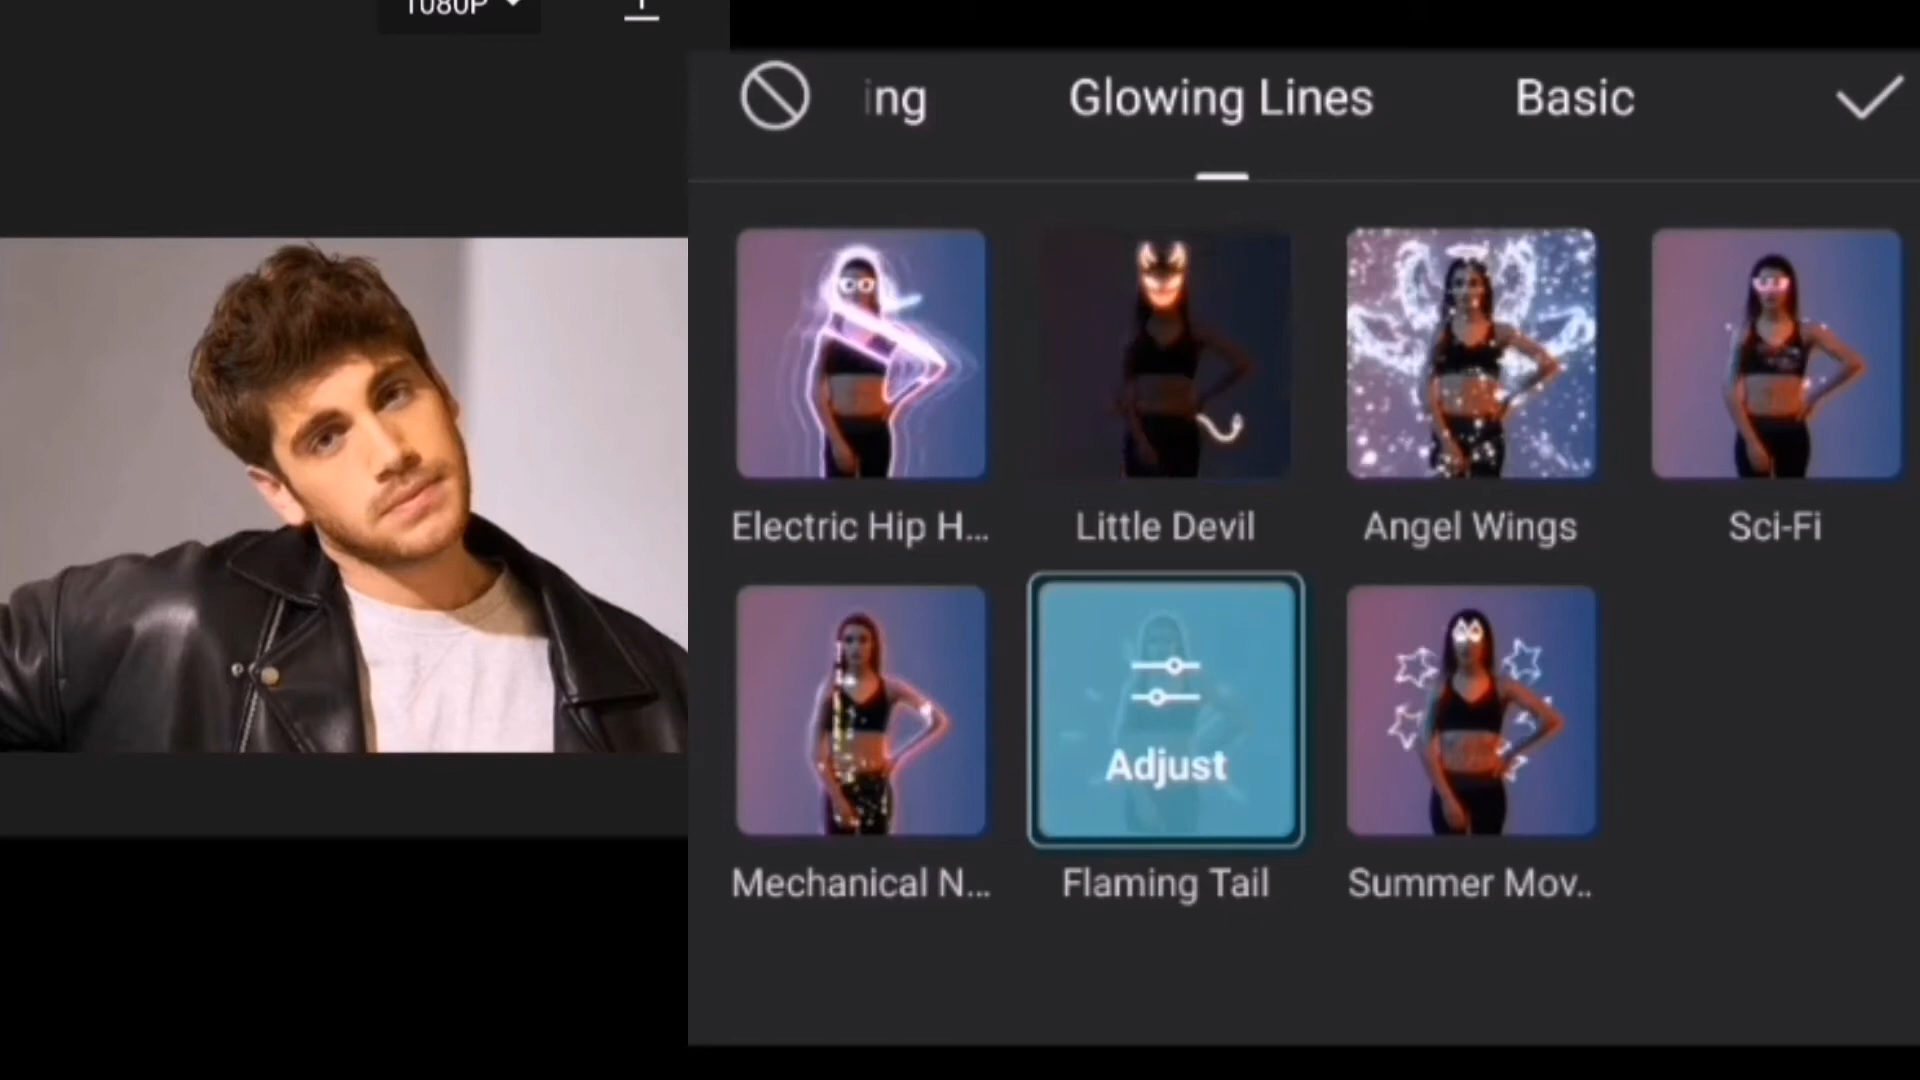 1080P
ing Glowing Lines Basic
Electric Hip H... Little Devil Angel Wings Sci-Fi
Adjust
Mechanical N... Flaming Tail Summer Mov..